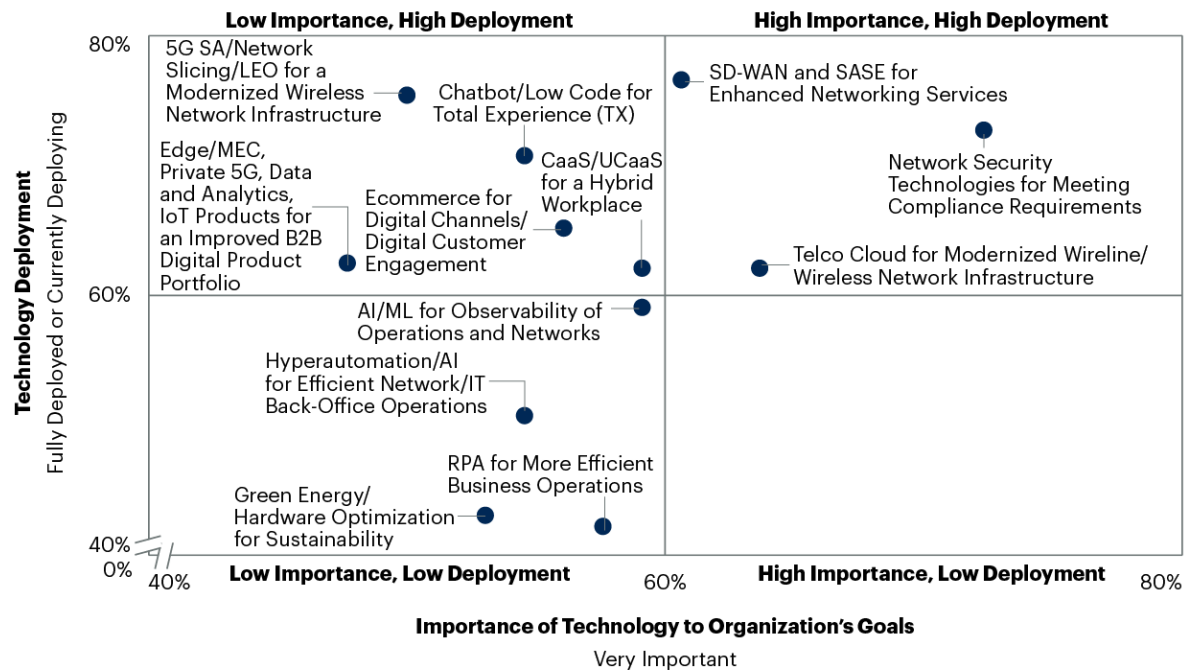 Low Importance, High Deployment
High Importance, High Deployment
80%
5G SA/Network
Slicing/LEO for a
Modernized Wireless
Network Infrastructure
Chatbot/Low Code for
Total Experience (TX)
SD-WAN and SASE for
Enhanced Networking Services
Edge/MEC,
Private 5G, Data
and Analytics,
IoT Products for
an Improved B2B
Digital Product
Portfolio
Ecommerce for
Digital Channels/
Digital Customer
Engagement
CaaS/UCaaS
for a Hybrid
Workplace
Network Security
Technologies for Meeting
Compliance Requirements
Telco Cloud for Modernized Wireline/
Wireless Network Infrastructure
Technology Deployment
Fully Deployed or Currently Deploying
60%
AI/ML for Observability of
Operations and Networks
Hyperautomation/AI
for Efficient Network/IT
Back-Office Operations
RPA for More Efficient
Business Operations
Green Energy/
Hardware Optimization
for Sustainability
40%
0%
40%
Low Importance, Low Deployment
60%
High Importance, Low Deployment
80%
Importance of Technology to Organization’s Goals
Very Important